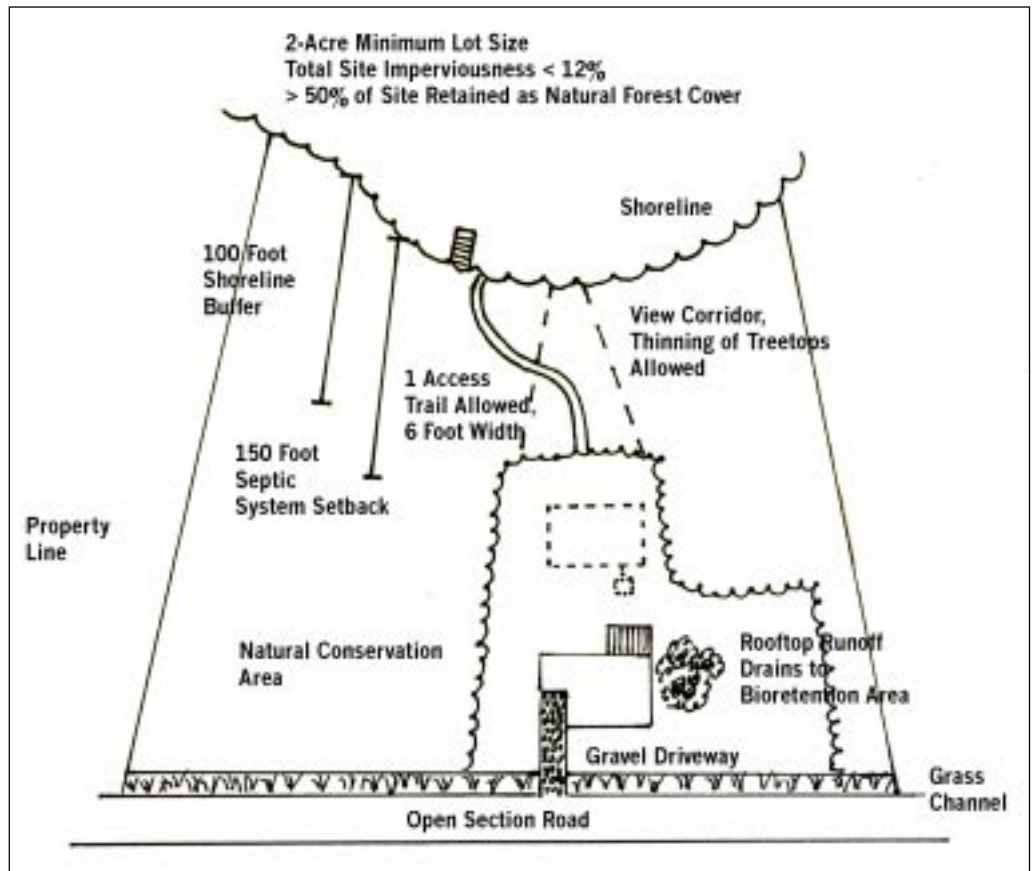 2-Acre Minimum Lot Size
Total Site Imperviousness < 12%
> 50% of Site Retained as Natural Forest Cover
Shoreline
100 Foot
Shoreline
Buffer
View Corridor,
Thinning of Treetops
Allowed
1 Access
Trail Allowed,
6 Foot Width
150 Foot
Septic
System Setback
Property
Line
Natural Conservation
Area
Rooftop Runoff
Drains to
Bioretention Area
Gravel Driveway
Grass
Channel
Open Section Road